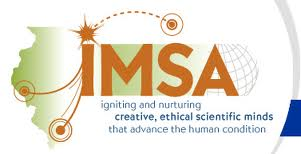 IMSA
igniting and nurturing
creative, ethical scientific minds
that advance the human condition